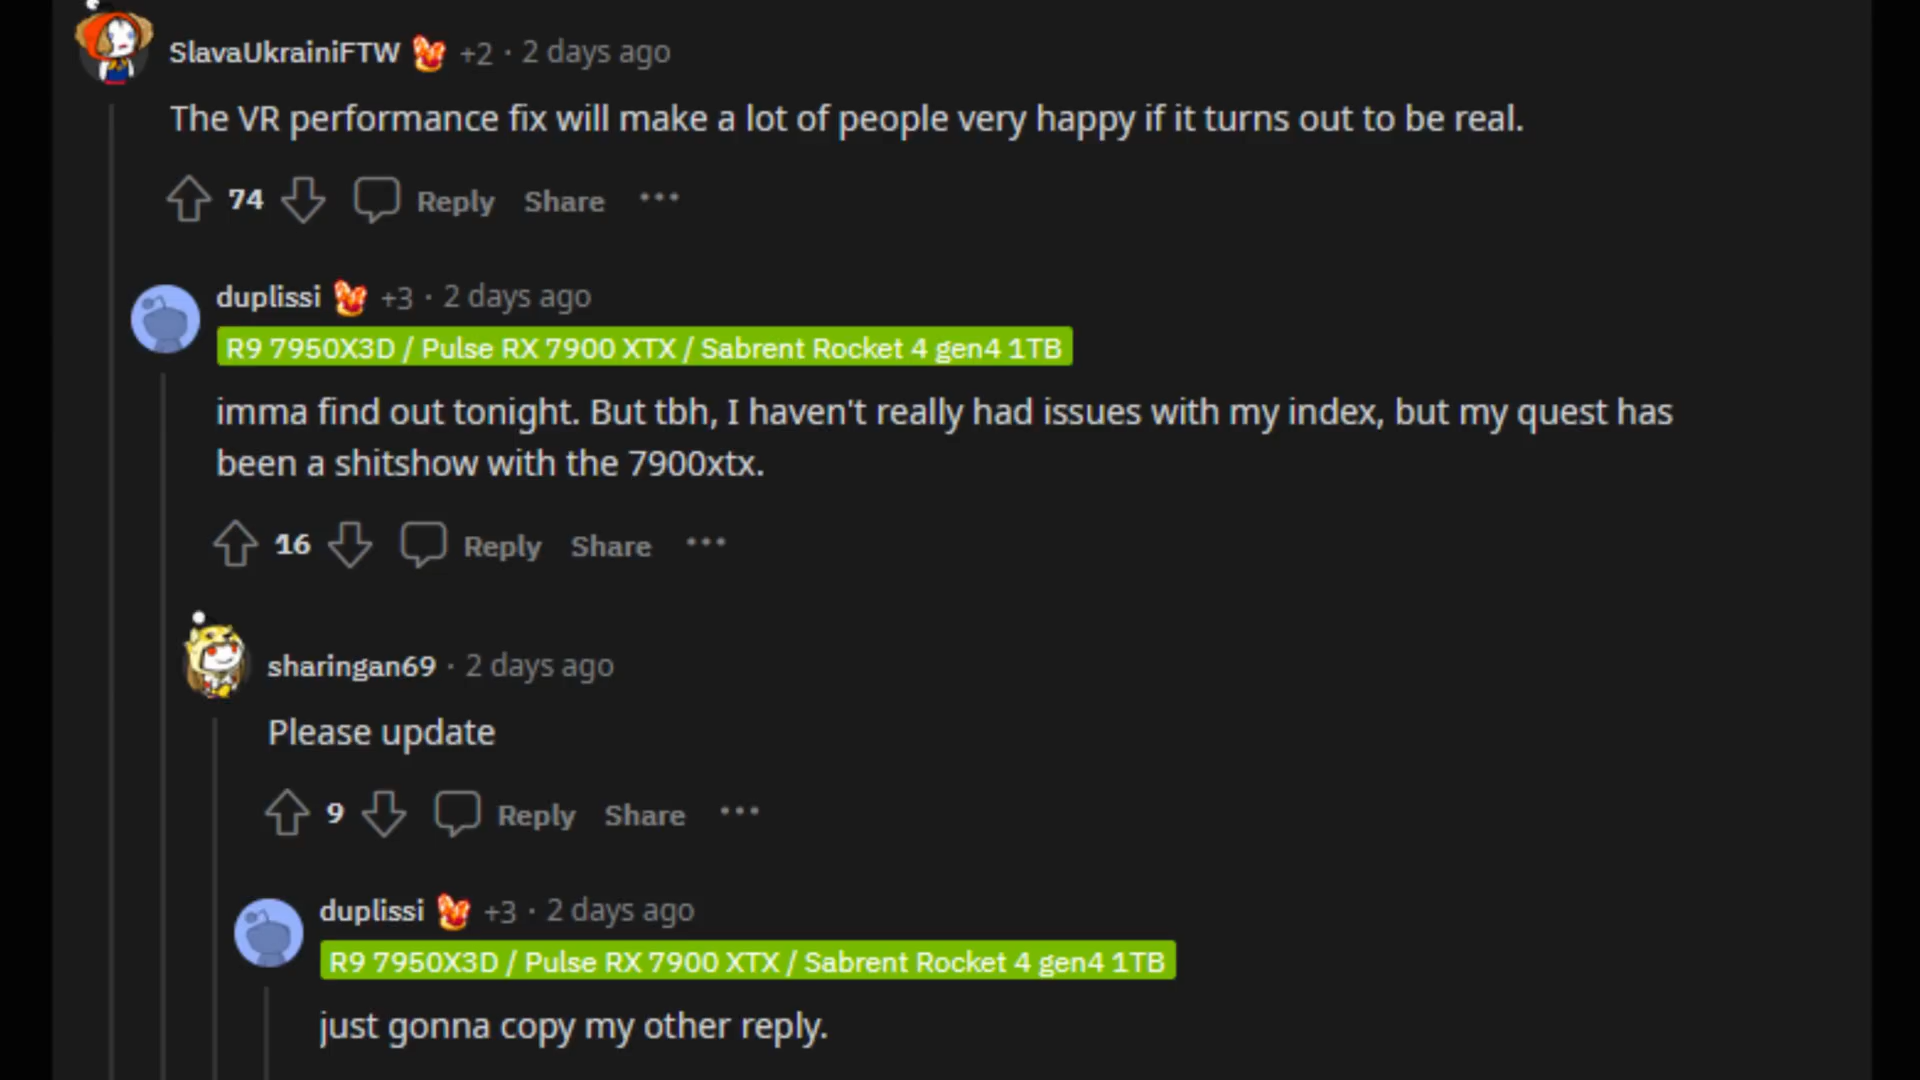 SlavaUkrainiFTW +2 · 2 days ago
The VR performance fix will make a lot of people very happy if it turns out to be real.
74 Reply Share ...
duplissi +3 · 2 days ago
R9 7950X3D / Pulse RX 7900 XTX / Sabrent Rocket 4 gen4 1TB
imma find out tonight. But tbh, I haven't really had issues with my index, but my quest has
been a shitshow with the 7900xtx.
16 Reply Share ...
sharingan69 · 2 days ago
Please update
9 Reply Share ...
duplissi +3 · 2 days ago
R9 7950X3D / Pulse RX 7900 XTX / Sabrent Rocket 4 gen4 1TB
just gonna copy my other reply.